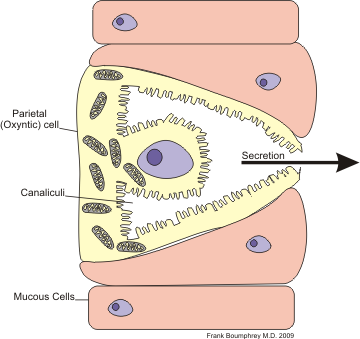 Parietal
(Oxyntic) cell
Secretion
Canaliculi
Mucous Cells
Frank Boumphrey M.D. 2009